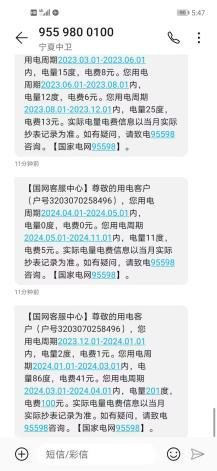 5:47
955 980 0100
宁夏中卫
用电周期2023.03.01-2023.06.01
内，电量15度，电费8元。您用电
周期2023.06.01-2023.08.01
内，电量12度，电费6元。您用电周期
2023.08.01-2023.12.01内，电量25度，
电费13元。实际电量电费信息以当月实际
抄表记录为准。如有疑问，请致电95598
咨询。【国家电网95598】。
11分钟前
【国网客服中心】尊敬的用电客户
（户号3203070258496），您用电
周期2024.04.01-2024.05.01内，
电量0度，电费0元。您用电周期
2024.05.01-2024.11.01内，电量11度，
电费5元。实际电量电费信息以当月实际
抄表记录为准。如有疑问，请致电95598
咨询。【国家电网95598】。
11分钟前
【国网客服中心】尊敬的用电客
户（户号3203070258496），您
用电周期2023.12.01-2024.01.01
内，电量2度，电费1元。您用电周
期2024.01.01-2024.03.01内，电
量86度，电费41元。您用电周期
2024.03.01-2024.04.01内，电量201度，
电费100元。实际电量电费信息以当月
实际抄表记录为准。如有疑问，请致电
95598咨询。【国家电网95598】。
短信/彩信